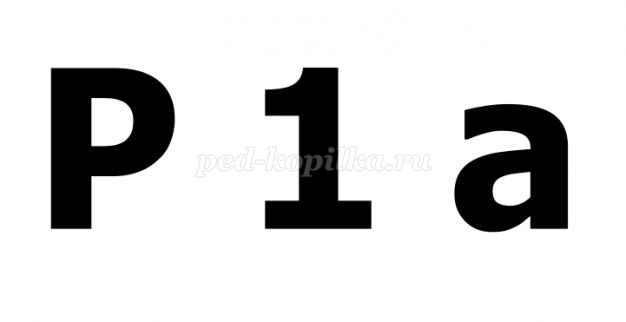 Р 1 а
ped-kopilka.ru